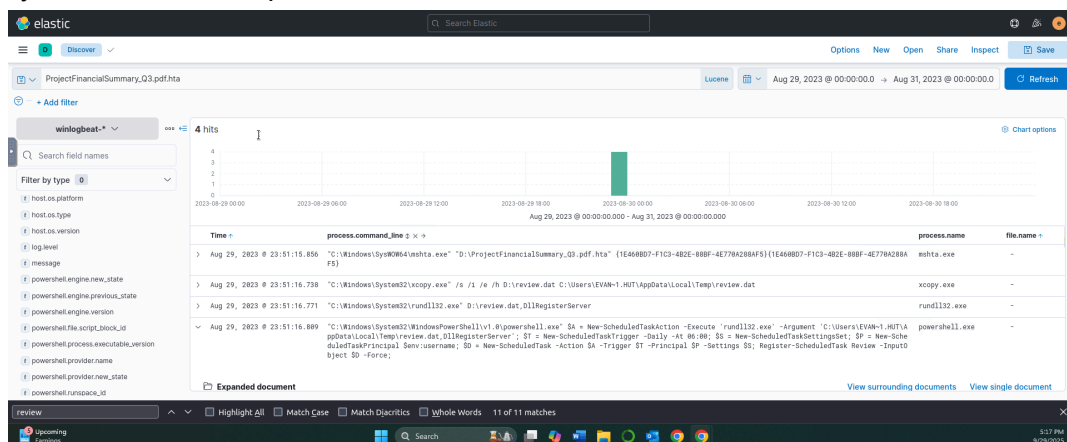 elastic
Search Elastic
e
D
Discover
Options New Open Share Inspect Save
ProjectFinancialSummary_Q3.pdf.hta
Lucene
Aug 29, 2023 @ 00:00:00.0 → Aug 31, 2023 @ 00:00:00.0
Refresh
+ Add filter
winlogbeat-*
4 hits
Chart options
Search field names
Filter by type 0
t host.os.platform
t host.os.type
t host.os.version
t log.level
t message
t powershell.engine.new_state
t powershell.engine.previous_state
t powershell.engine.version
t powershell.file.script_block_id
t powershell.process.executable_version
t powershell.provider.name
t powershell.provider.new_state
t powershell.runspace_id
4
3
2
1
0
2023-08-29 00:00 2023-08-29 06:00 2023-08-29 12:00 2023-08-29 18:00 2023-08-30 00:00 2023-08-30 06:00 2023-08-30 12:00 2023-08-30 18:00
Aug 29, 2023 @ 00:00:00.000 - Aug 31, 2023 @ 00:00:00.000
Time process.command_line process.name file.name
Aug 29, 2023 @ 23:51:15.856 "C:\Windows\SysWOW64\mshta.exe" "D:\ProjectFinancialSummary_Q3.pdf.hta" {1E460BD7-F1C3-4B2E-88BF-4E770A288AF5}{1E460BD7-F1C3-4B2E-88BF-4E770A288A mshta.exe -
F5}
Aug 29, 2023 @ 23:51:16.738 "C:\Windows\System32\xcopy.exe" /s /i /e /h D:\review.dat C:\Users\EVAN~1.HUT\AppData\Local\Temp\review.dat xcopy.exe -
Aug 29, 2023 @ 23:51:16.771 "C:\Windows\System32\rundll32.exe" D:\review.dat,DllRegisterServer rundll32.exe -
Aug 29, 2023 @ 23:51:16.809 "C:\Windows\System32\WindowsPowerShell\v1.0\powershell.exe" $A = New-ScheduledTaskAction -Execute 'rundll32.exe' -Argument 'C:\Users\EVAN~1.HUT\A powershell.exe -
ppData\Local\Temp\review.dat,DllRegisterServer'; $T = New-ScheduledTaskTrigger -Daily -At 06:00; $S = New-ScheduledTaskSettingsSet; $P = New-Sche
duledTaskPrincipal $env:username; $D = New-ScheduledTask -Action $A -Trigger $T -Principal $P -Settings $S; Register-ScheduledTask Review -InputO
bject $D -Force;
Expanded document
View surrounding documents View single document
review
Highlight All Match Case Match Diacritics Whole Words 11 of 11 matches
Upcoming
Earnings
Search
5:17 PM
9/29/2025